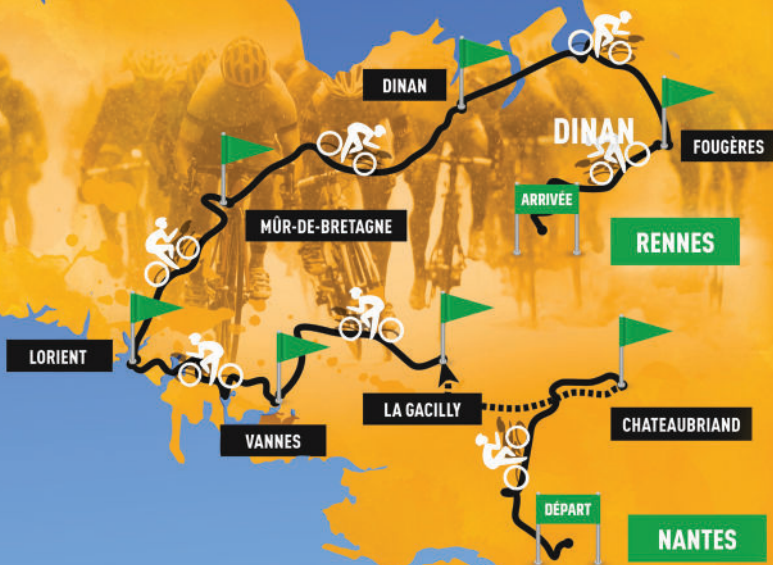 DINAN
DINAN
FOUGÈRES
ARRIVÉE
MÛR-DE-BRETAGNE
RENNES
LORIENT
LA GACILLY
CHATEAUBRIAND
VANNES
DÉPART
NANTES